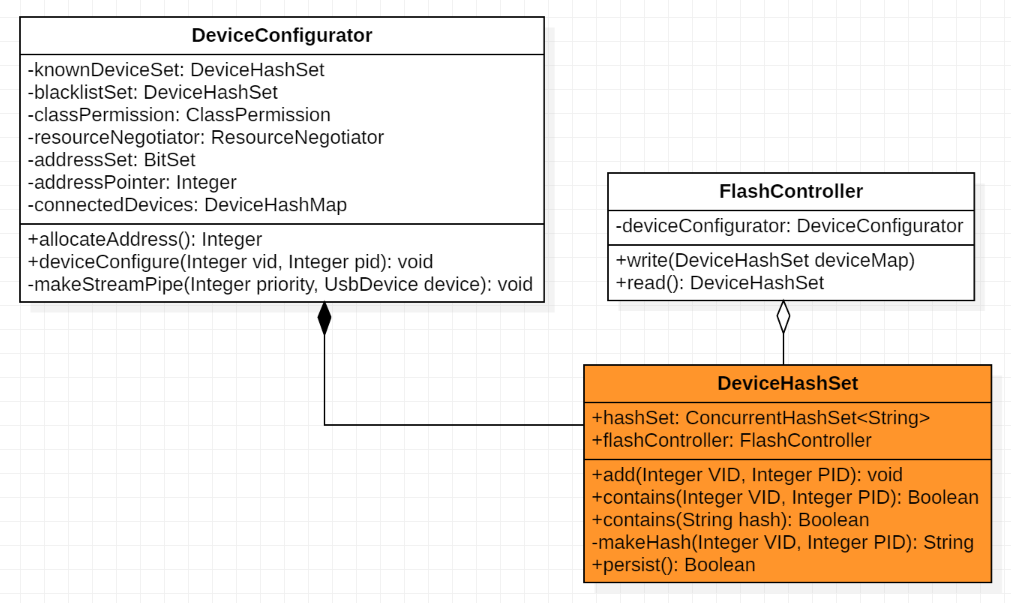 DeviceConfigurator
-knownDeviceSet: DeviceHashSet
-blacklistSet: DeviceHashSet
-classPermission: ClassPermission
-resourceNegotiator: ResourceNegotiator
-addressSet: BitSet
-addressPointer: Integer
-connectedDevices: DeviceHashMap
+allocateAddress(): Integer
+deviceConfigure(Integer vid, Integer pid): void
-makeStreamPipe(Integer priority, UsbDevice device): void
FlashController
-deviceConfigurator: DeviceConfigurator
+write(DeviceHashSet deviceMap)
+read(): DeviceHashSet
DeviceHashSet
+hashSet: ConcurrentHashSet<String>
+flashController: FlashController
+add(Integer VID, Integer PID): void
+contains(Integer VID, Integer PID): Boolean
+contains(String hash): Boolean
-makeHash(Integer VID, Integer PID): String
+persist(): Boolean